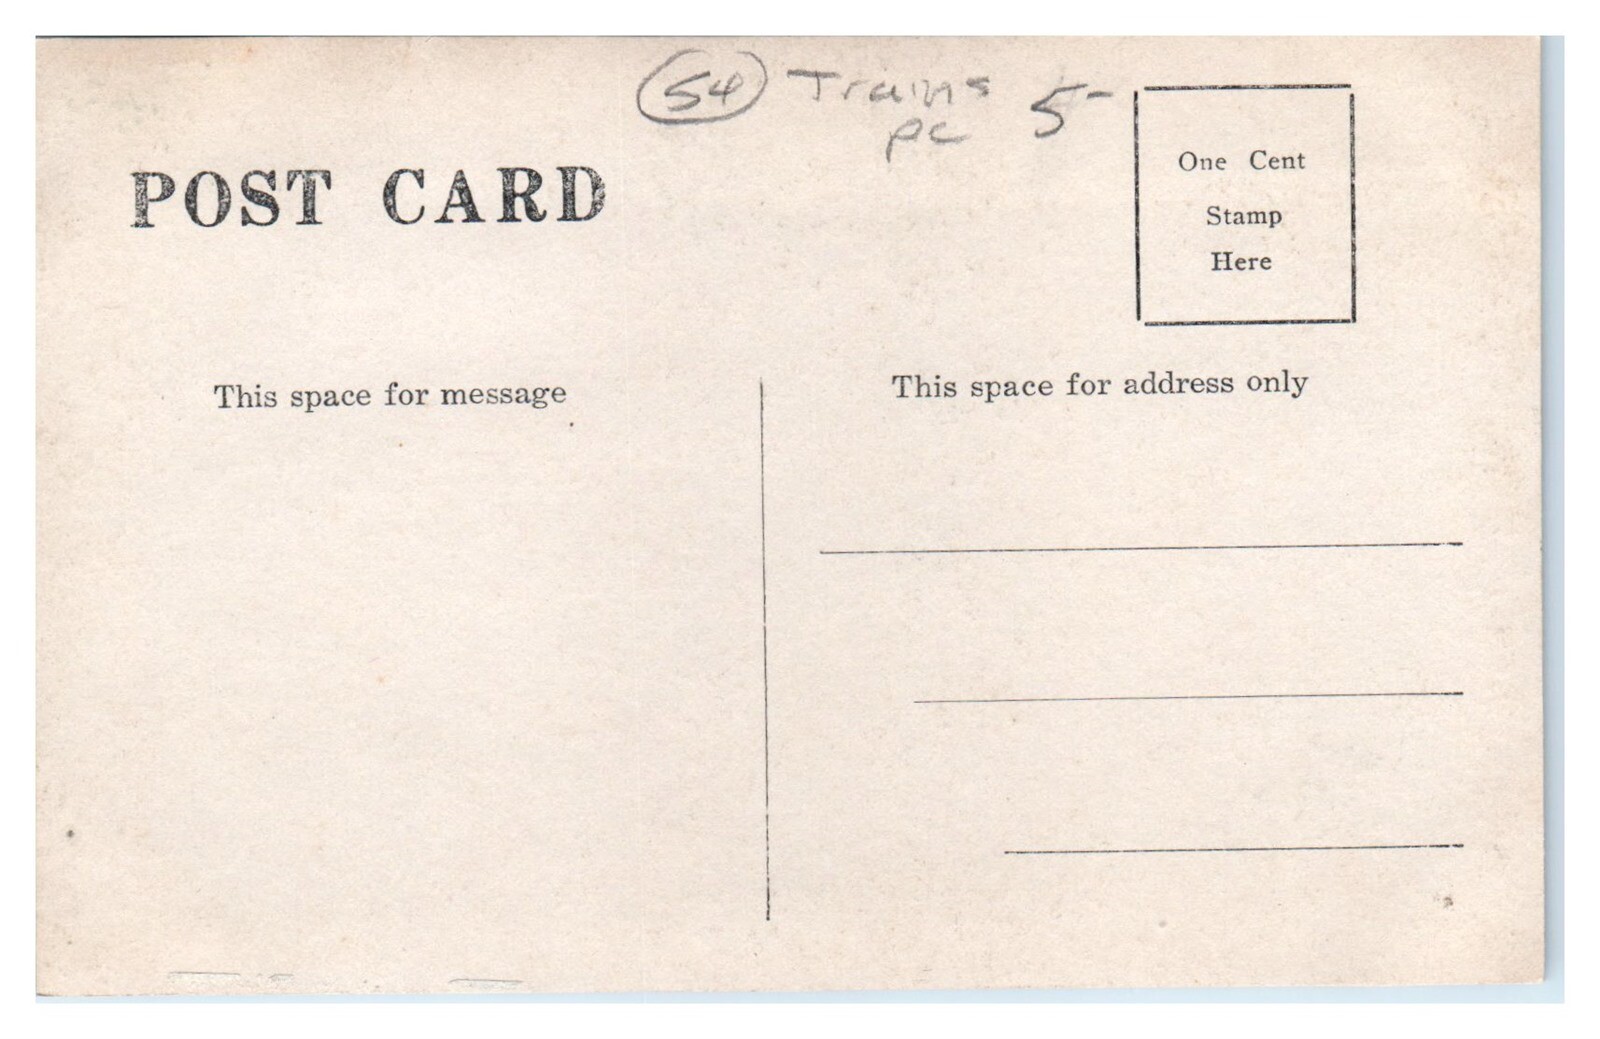 54 Trains 5-
pc
POST CARD
One Cent
Stamp
Here
This space for message
This space for address only